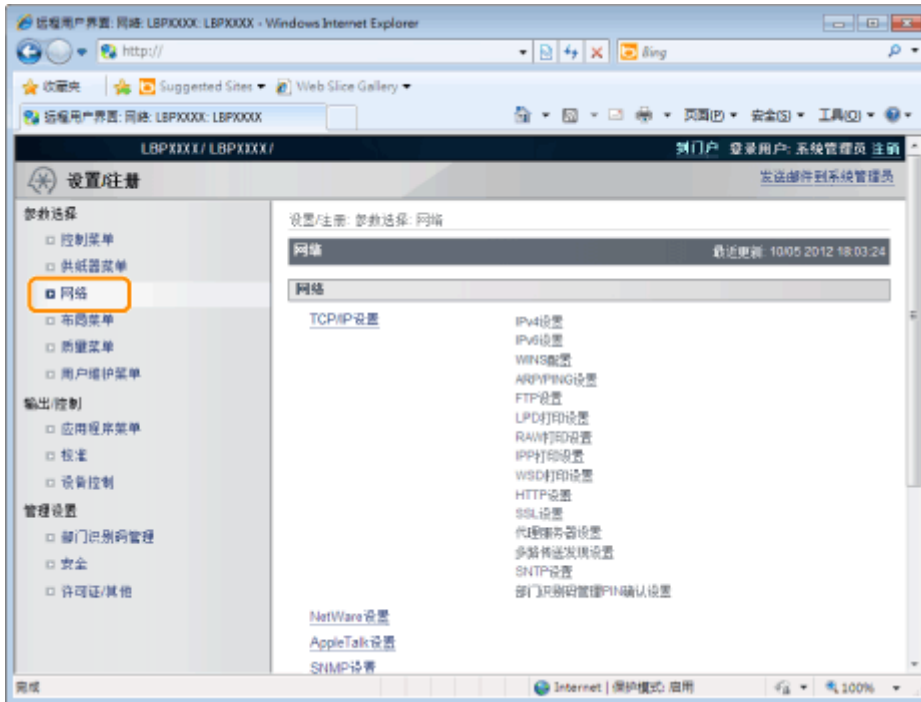 远程用户界面: 网络: LBPXXXX: LBPXXXX - Windows Internet Explorer
http://
Bing
收藏夹 Suggested Sites Web Slice Gallery
远程用户界面: 网络: LBPXXXX: LBPXXXX
页面(P) 安全(S) 工具(O)
LBPXXXX / LBPXXXX /
到门户 登录用户: 系统管理员 注销
设置/注册
发送邮件到系统管理员
参数选择
控制菜单
供纸器菜单
网络
布局菜单
质量菜单
用户维护菜单
输出/控制
应用程序菜单
校准
设备控制
管理设置
部门识别码管理
安全
许可证/其他
设置/注册: 参数选择: 网络
网络
最近更新: 10/05 2012 18:03:24
网络
TCP/IP设置
IPv4设置
IPv6设置
WINS配置
ARP/PING设置
FTP设置
LPD打印设置
RAW打印设置
IPP打印设置
WSD打印设置
HTTP设置
SSL设置
代理服务器设置
多路传送发现设置
SNTP设置
部门识别码管理PIN确认设置
NetWare设置
AppleTalk设置
SNMP设置
完成
Internet | 保护模式: 启用
100%